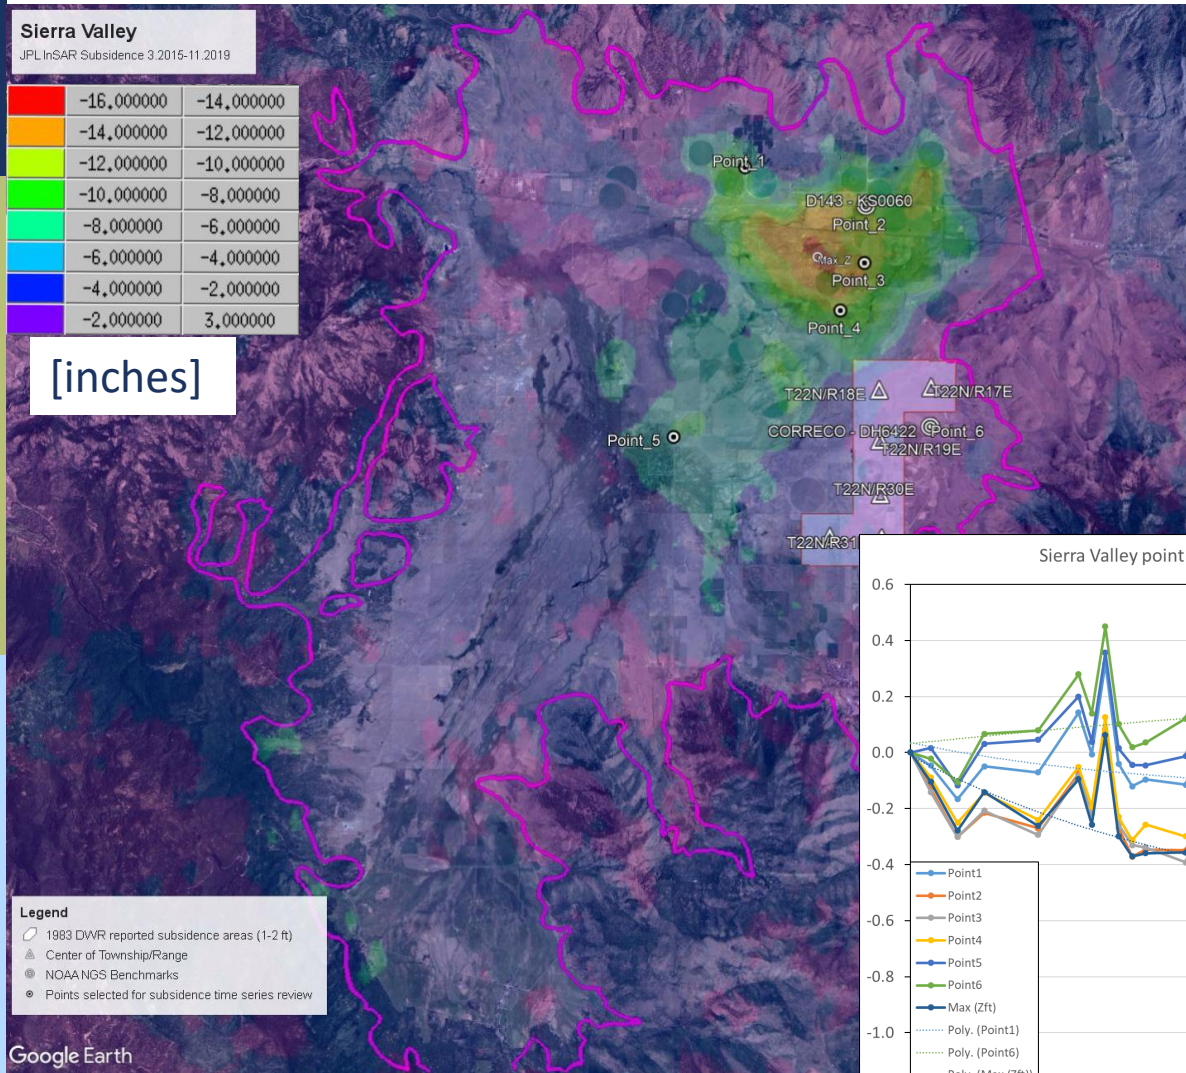 Sierra Valley
JPL InSAR Subsidence 3.2015-11.2019
-16.000000 -14.000000
-14.000000 -12.000000
-12.000000 -10.000000
-10.000000 -8.000000
-8.000000 -6.000000
-6.000000 -4.000000
-4.000000 -2.000000
-2.000000 3.000000
[inches]
Point_1
D143 - KS0060
Point_2
Max_Z
Point_3
Point_4
T22N/R18E
T22N/R17E
Point_5
CORRECO - DH6422
Point_6
T22N/R19E
T22N/R30E
T22N/R31
Sierra Valley point
0.6
0.4
0.2
0.0
-0.2
-0.4
-0.6
-0.8
-1.0
Point1
Point2
Point3
Point4
Point5
Point6
Max (Zft)
Poly. (Point1)
Poly. (Point6)
Poly. (Max (Zft))
Legend
1983 DWR reported subsidence areas (1-2 ft)
Center of Township/Range
NOAA NGS Benchmarks
Points selected for subsidence time series review
Google Earth